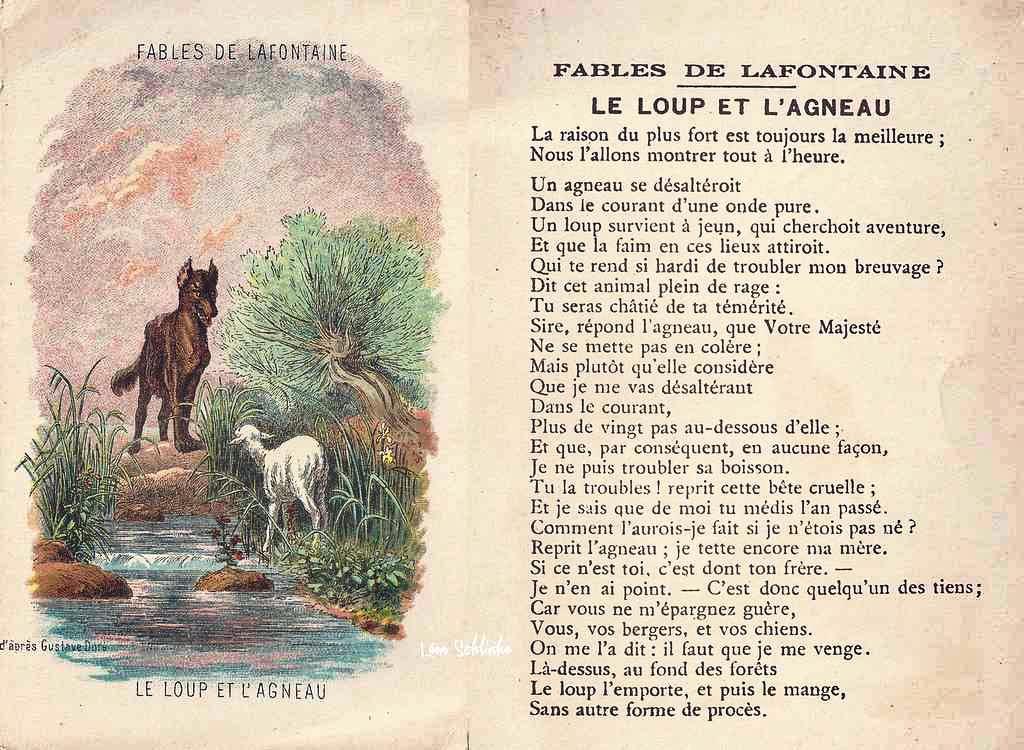 FABLES DE LAFONTAINE
d'après Gustave Doré
LE LOUP ET L'AGNEAU
FABLES DE LAFONTAINE
LE LOUP ET L'AGNEAU
La raison du plus fort est toujours la meilleure ;
Nous l'allons montrer tout à l'heure.
Un agneau se désaltéroit
Dans le courant d'une onde pure.
Un loup survient à jeun, qui cherchoit aventure,
Et que la faim en ces lieux attiroit.
Qui te rend si hardi de troubler mon breuvage ?
Dit cet animal plein de rage :
Tu seras châtié de ta témérité.
Sire, répond l'agneau, que Votre Majesté
Ne se mette pas en colère ;
Mais plutôt qu'elle considère
Que je me vas désaltérant
Dans le courant,
Plus de vingt pas au-dessous d'elle ;
Et que, par conséquent, en aucune façon,
Je ne puis troubler sa boisson.
Tu la troubles ! reprit cette bête cruelle ;
Et je sais que de moi tu médis l'an passé.
Comment l'aurois-je fait si je n'étois pas né ?
Reprit l'agneau ; je tette encore ma mère.
Si ce n'est toi, c'est dont ton frère. —
Je n'en ai point. — C'est donc quelqu'un des tiens ;
Car vous ne m'épargnez guère,
Vous, vos bergers, et vos chiens.
On me l'a dit : il faut que je me venge.
Là-dessus, au fond des forêts
Le loup l'emporte, et puis le mange,
Sans autre forme de procès.